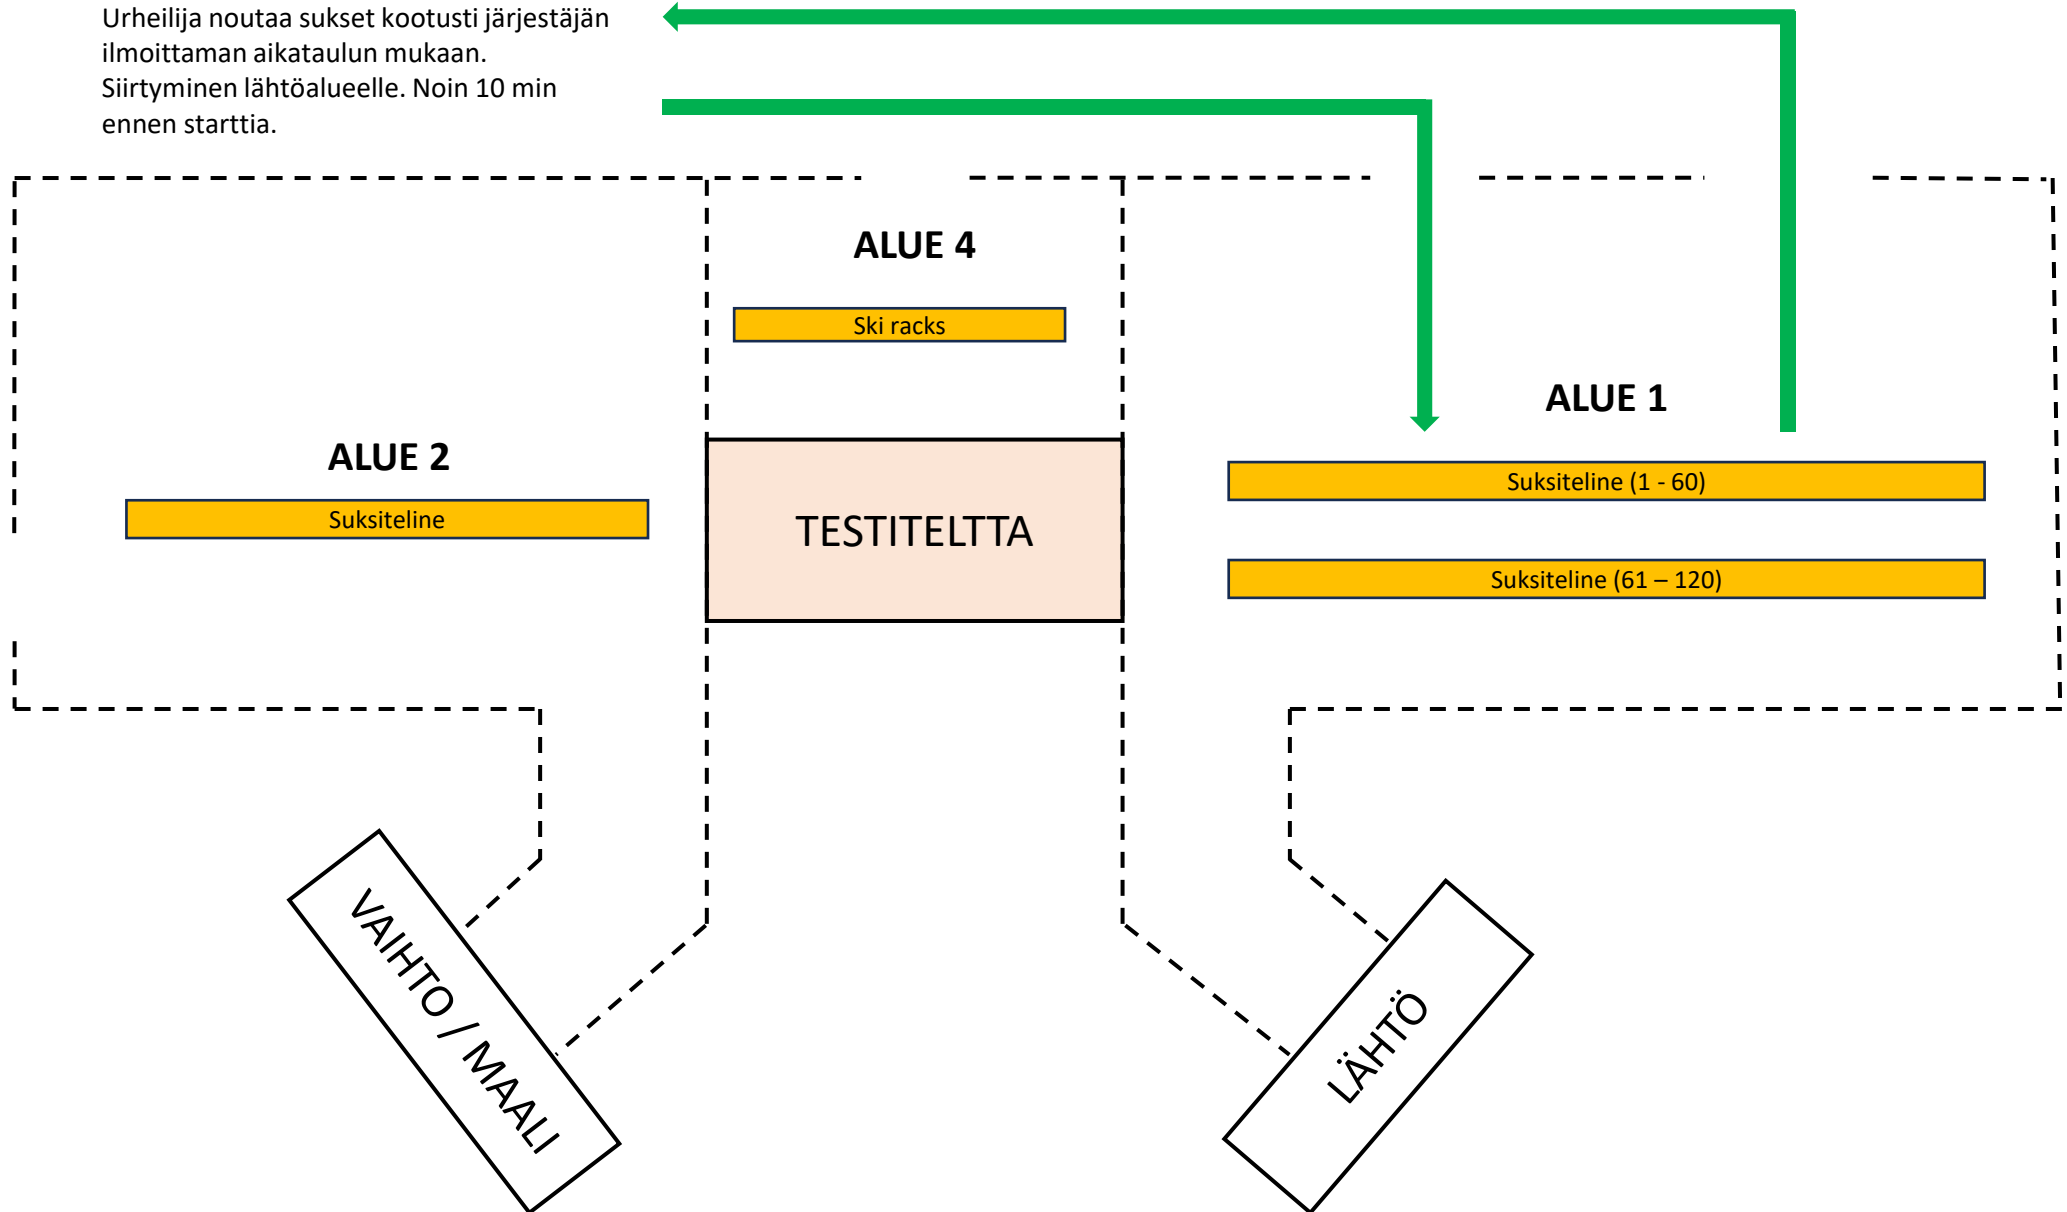 Urheilija noutaa sukset kootusti järjestäjän
ilmoittaman aikataulun mukaan.
Siirtyminen lähtöalueelle. Noin 10 min
ennen starttia.
ALUE 4
Ski racks
ALUE 1
ALUE 2
Suksiteline (1 - 60)
Suksiteline
TESTITELTTA
Suksiteline (61 – 120)
VAIHTO / MAALI
LÄHTÖ